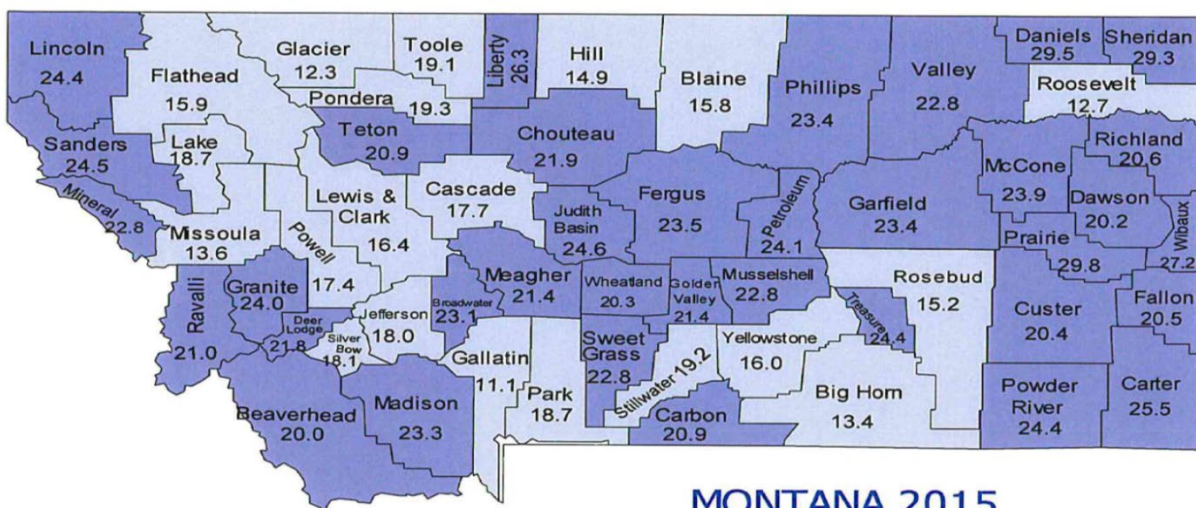 Lincoln
24.4
Flathead
15.9
Glacier
12.3
Toole
19.1
Liberty
26.3
Hill
14.9
Blaine
15.8
Phillips
23.4
Valley
22.8
Daniels
29.5
Sheridan
29.3
Roosevelt
12.7
Pondera
19.3
Teton
20.9
Chouteau
21.9
Sanders
24.5
Lake
18.7
Mineral
22.8
Missoula
13.6
Powell
17.4
Lewis &
Clark
16.4
Cascade
17.7
Judith
Basin
24.6
Fergus
23.5
Petroleum
24.1
Garfield
23.4
McCone
23.9
Richland
20.6
Dawson
20.2
Wibaux
27.2
Prairie
29.8
Ravalli
21.0
Granite
24.0
Deer
Lodge
21.8
Silver
Bow
18.1
Jefferson
18.0
Broadwater
23.1
Meagher
21.4
Wheatland
20.3
Golden
Valley
21.4
Musselshell
22.8
Treasure
24.4
Rosebud
15.2
Custer
20.4
Fallon
20.5
Beaverhead
20.0
Madison
23.3
Gallatin
11.1
Park
18.7
Sweet
Grass
22.8
Stillwater 19.2
Yellowstone
16.0
Carbon
20.9
Big Horn
13.4
Powder
River
24.4
Carter
25.5
MONTANA 2015